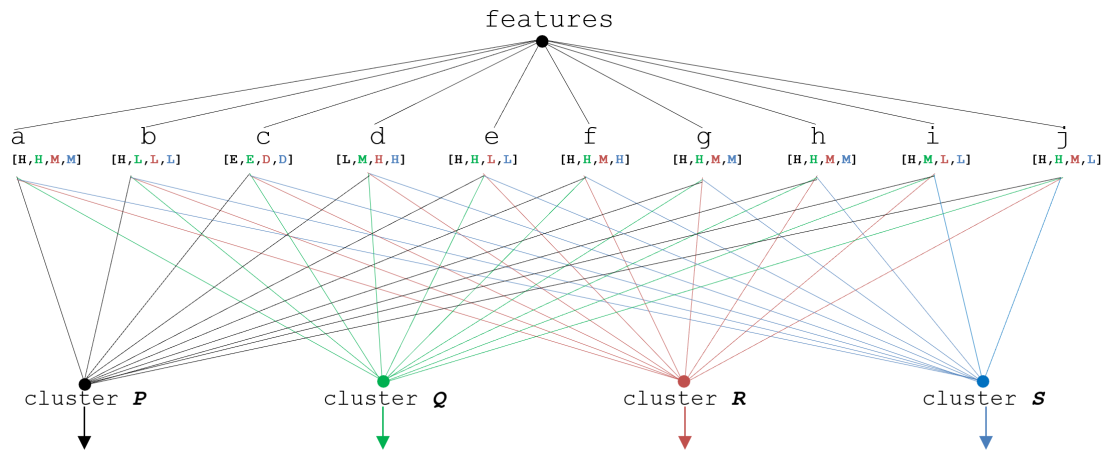 features
a b c d e f g h i j
[H,H,M,M] [H,L,L,L] [E,E,D,D] [L,M,H,H] [H,H,L,L] [H,H,M,H] [H,H,M,M] [H,H,M,M] [H,M,L,L] [H,H,M,L]
cluster P cluster Q cluster R cluster S